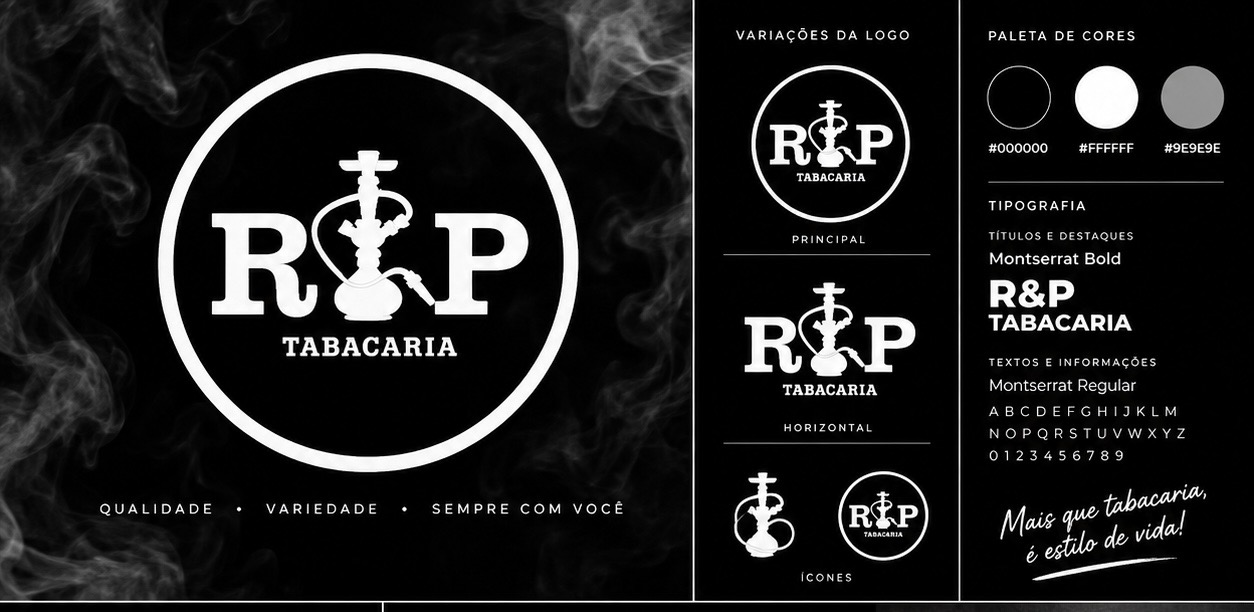 R P
TABACARIA
QUALIDADE • VARIEDADE • SEMPRE COM VOCÊ
VARIAÇÕES DA LOGO
R P
TABACARIA
PRINCIPAL
R P
TABACARIA
HORIZONTAL
R P
TABACARIA
ÍCONES
PALETA DE CORES
#000000 #FFFFFF #9E9E9E
TIPOGRAFIA
TÍTULOS E DESTAQUES
Montserrat Bold
R&P
TABACARIA
TEXTOS E INFORMAÇÕES
Montserrat Regular
A B C D E F G H I J K L M
N O P Q R S T U V W X Y Z
0 1 2 3 4 5 6 7 8 9
Mais que tabacaria,
é estilo de vida!